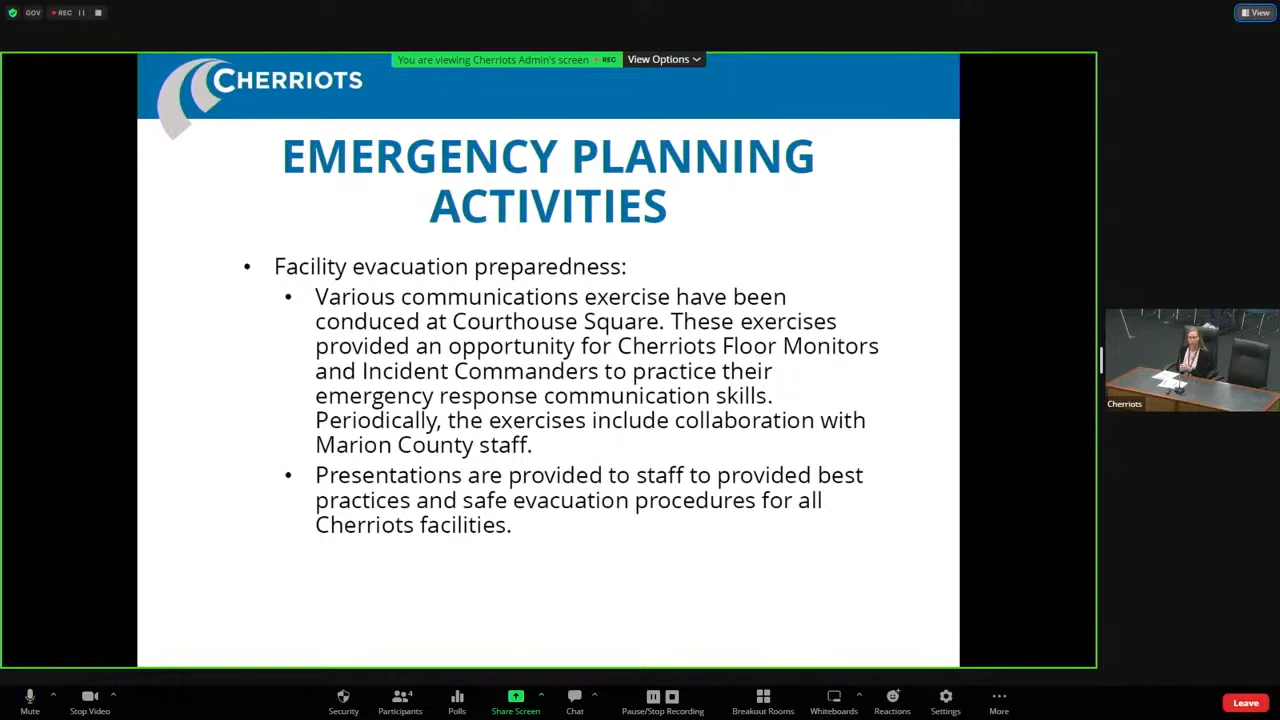 GOV
REC
View
You are viewing Cherriots Admin's screen
REC
View Options
CHERRIOTS
EMERGENCY PLANNING
ACTIVITIES
• Facility evacuation preparedness:
• Various communications exercise have been
conduced at Courthouse Square. These exercises
provided an opportunity for Cherriots Floor Monitors
and Incident Commanders to practice their
emergency response communication skills.
Periodically, the exercises include collaboration with
Marion County staff.
• Presentations are provided to staff to provided best
practices and safe evacuation procedures for all
Cherriots facilities.
Cherriots
Mute
Stop Video
Security
Participants
4
Polls
Share Screen
Chat
Pause/Stop Recording
Breakout Rooms
Whiteboards
Reactions
Settings
More
Leave